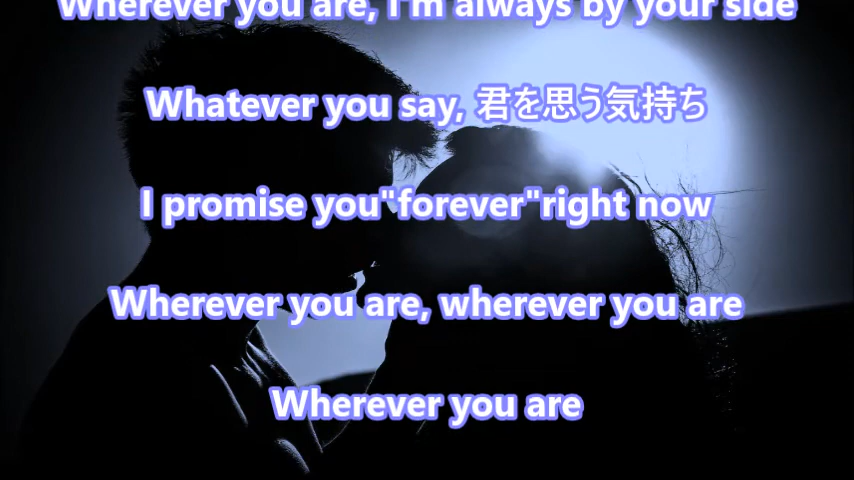 Wherever you are, I'm always by your side
Whatever you say, 君を思う気持ち
I promise you"forever"right now
Wherever you are, wherever you are
Wherever you are